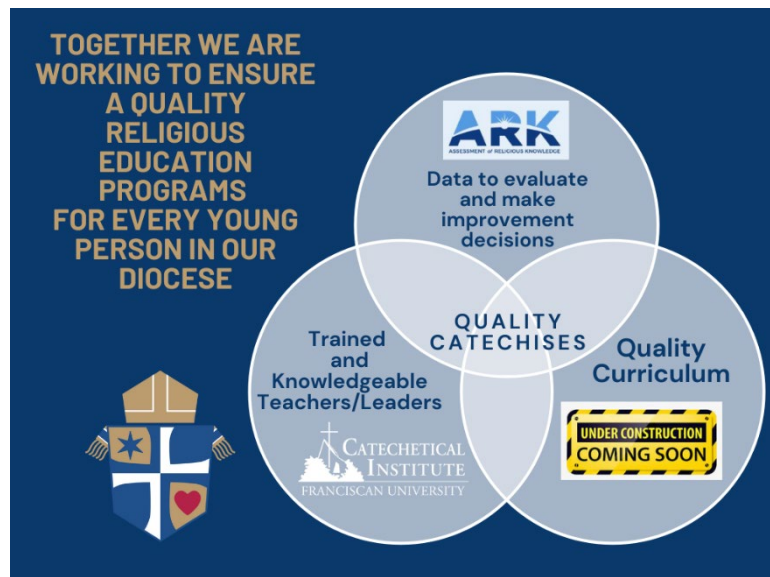 TOGETHER WE ARE
WORKING TO ENSURE
A QUALITY
RELIGIOUS
EDUCATION
PROGRAMS
FOR EVERY YOUNG
PERSON IN OUR
DIOCESE
ARK
ASSESSMENT of RELIGIOUS KNOWLEDGE
Data to evaluate
and make
improvement
decisions
QUALITY
CATECHISES
Trained
and
Knowledgeable
Teachers/Leaders
CATECHETICAL
INSTITUTE
FRANCISCAN UNIVERSITY
Quality
Curriculum
UNDER CONSTRUCTION
COMING SOON